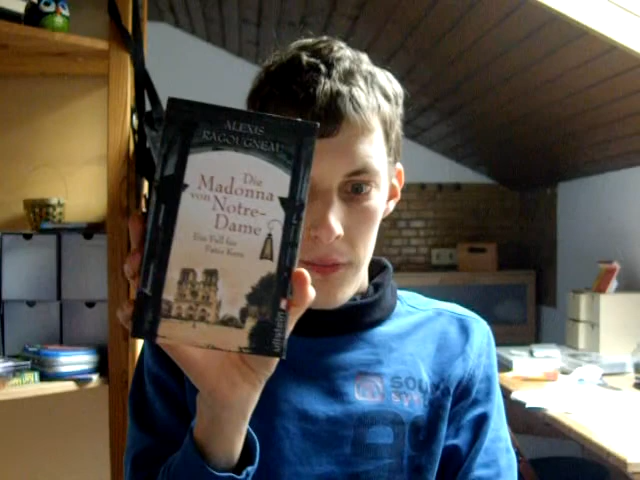 ALEXIS
RAGOUGNEAU
Die
Madonna
von Notre-
Dame
Ein Fall für
Pater Kern
ullstein